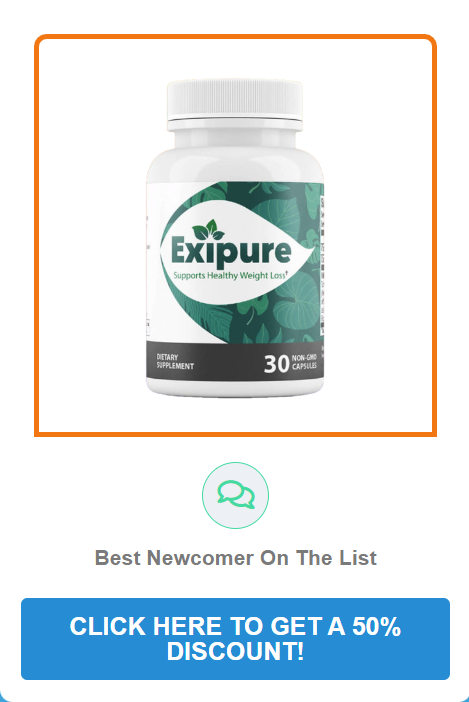 Exipure
Supports Healthy Weight Loss†
DIETARY
SUPPLEMENT
30 NON-GMO
CAPSULES
Best Newcomer On The List
CLICK HERE TO GET A 50%
DISCOUNT!